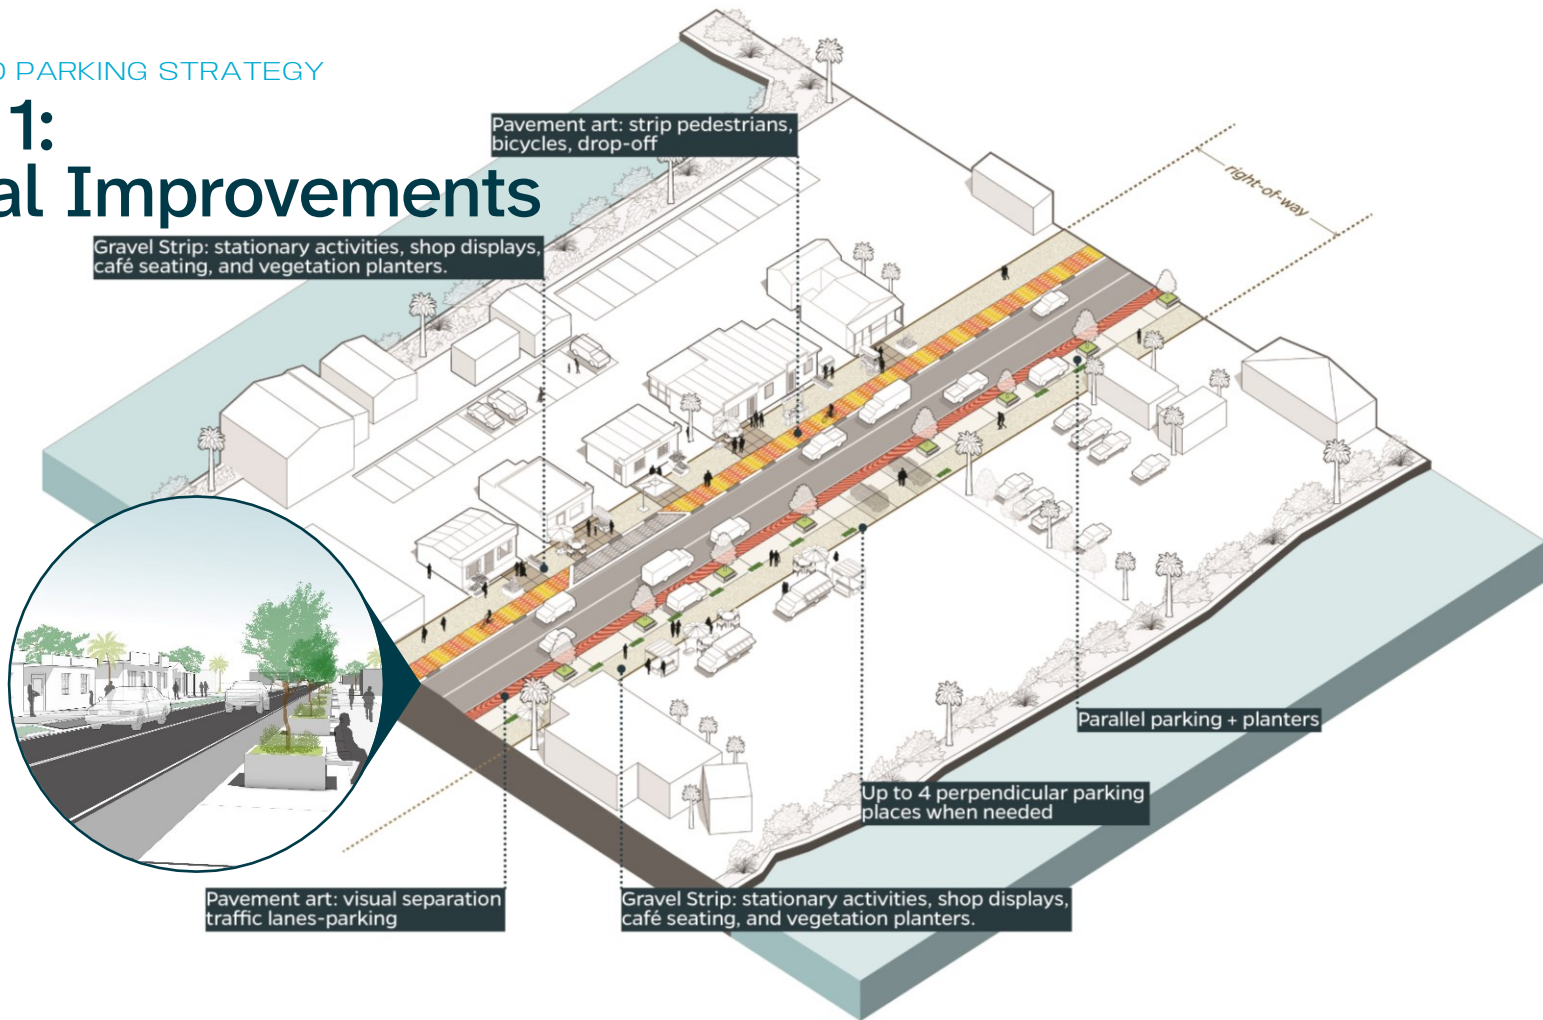 PARKING STRATEGY
1:
Improvements
Pavement art: strip pedestrians,
bicycles, drop-off
right-of-way
Gravel Strip: stationary activities, shop displays,
café seating, and vegetation planters.
Parallel parking + planters
Up to 4 perpendicular parking
places when needed
Pavement art: visual separation
traffic lanes-parking
Gravel Strip: stationary activities, shop displays,
café seating, and vegetation planters.